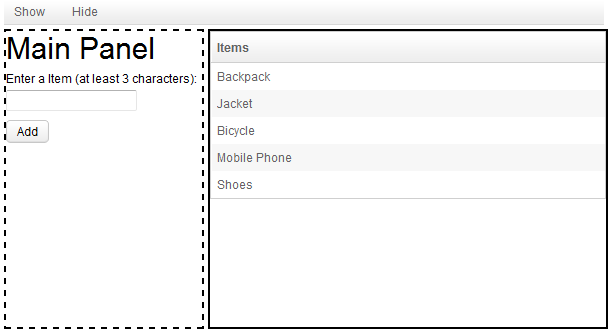 Show Hide
Main Panel
Enter a Item (at least 3 characters):
Add
Items
Backpack
Jacket
Bicycle
Mobile Phone
Shoes